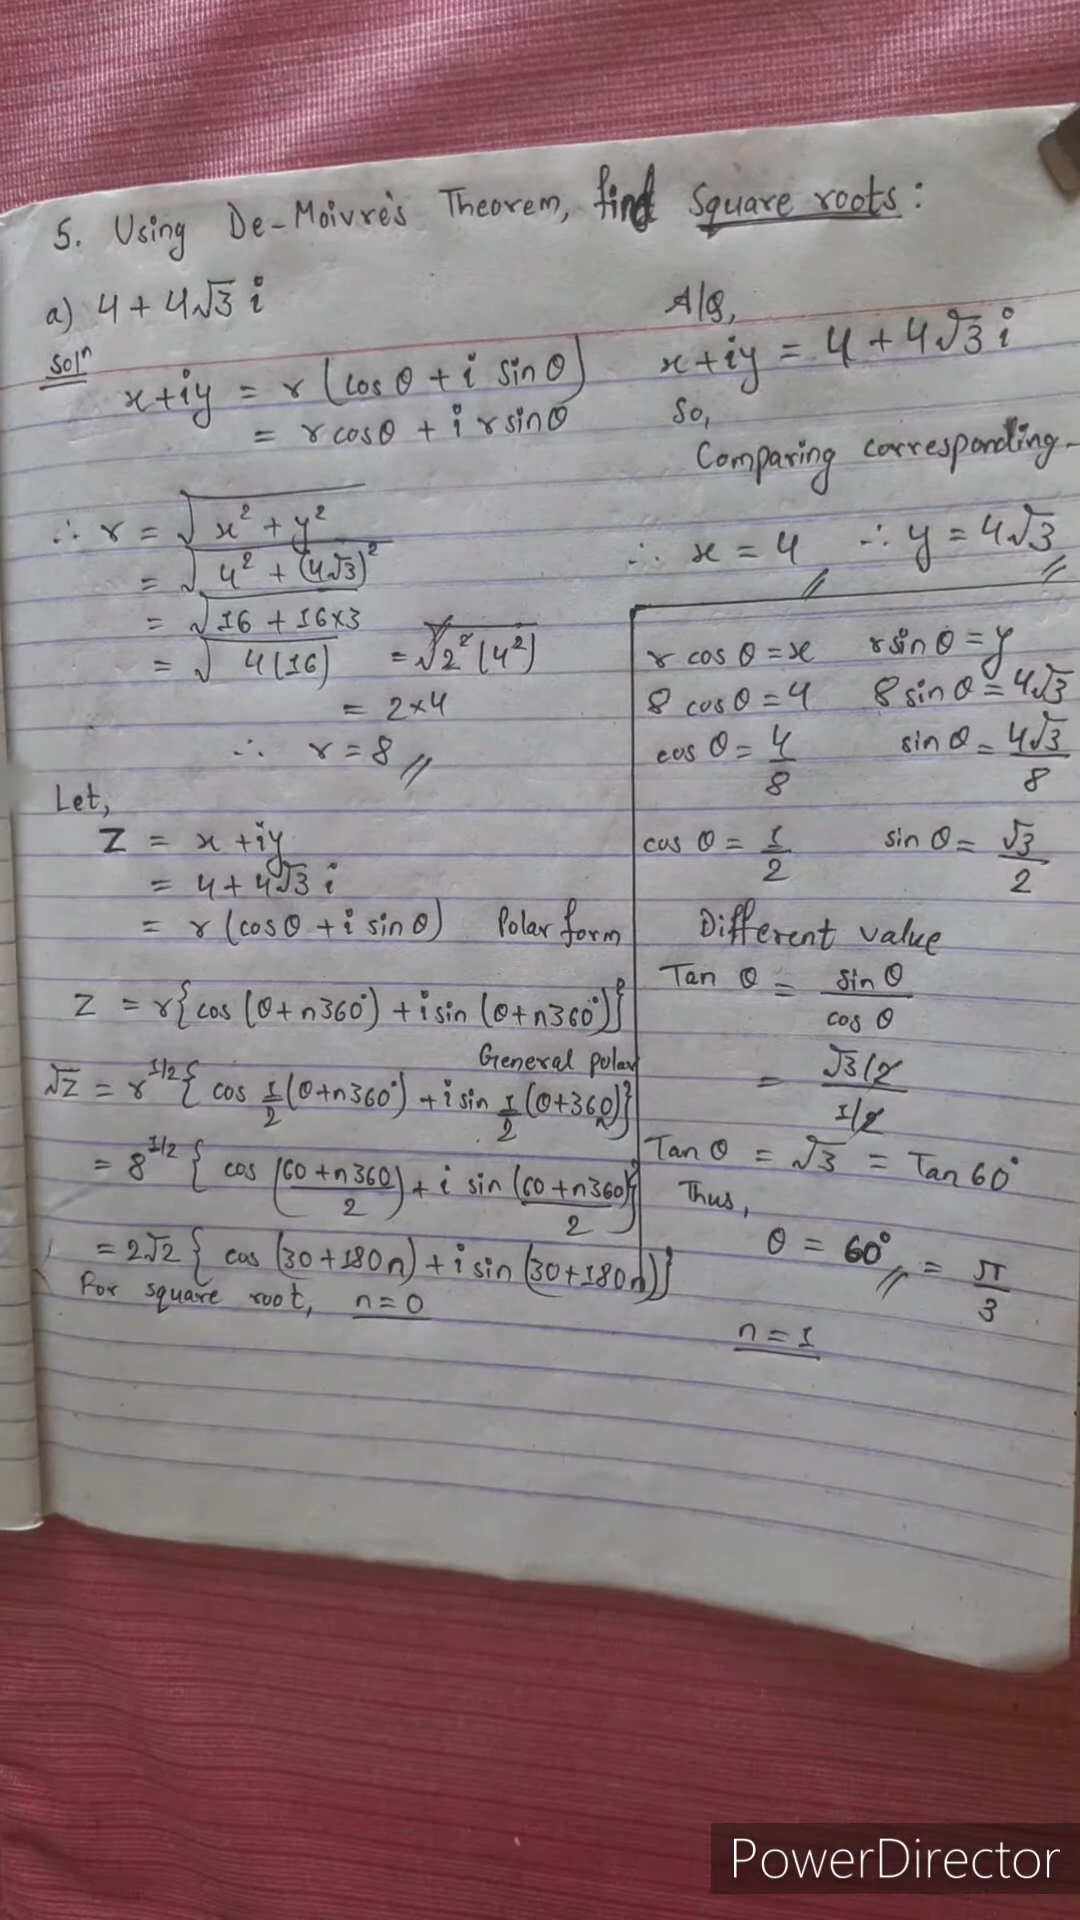 5. Using De-Moivre's Theorem, find Square roots:
a) 4 + 4√3 i
Solⁿ
x+iy = r (cos θ + i sin θ)
= r cosθ + i r sinθ
A/Q,
x+iy = 4 + 4√3 i
So,
Comparing corresponding-
∴ x = 4 ∴ y = 4√3
∴ r = √x² + y²
= √4² + (4√3)²
= √16 + 16×3
= √4(16) = √2²(4²)
= 2×4
∴ r = 8
Let,
Z = x + iy
= 4 + 4√3 i
= r (cosθ + i sinθ) Polar form
Z = r{cos (θ+n360°) + i sin (θ+n360°)}
General polar
√Z = r^1/2 { cos 1/2 (θ+n360°) + i sin 1/2 (θ+360n)}
= 8^1/2 { cos (60+n360/2) + i sin (60+n360/2)}
= 2√2 { cos (30+180n) + i sin (30+180n)}
For square root, n=0
r cos θ = x r sin θ = y
8 cos θ = 4 8 sin θ = 4√3
cos θ = 4/8 sin θ = 4√3/8
cos θ = 1/2 sin θ = √3/2
Different value
Tan θ = sin θ/cos θ
= √3/2/1/2
Tan θ = √3 = Tan 60°
Thus,
θ = 60° = π/3
n = 1
PowerDirector